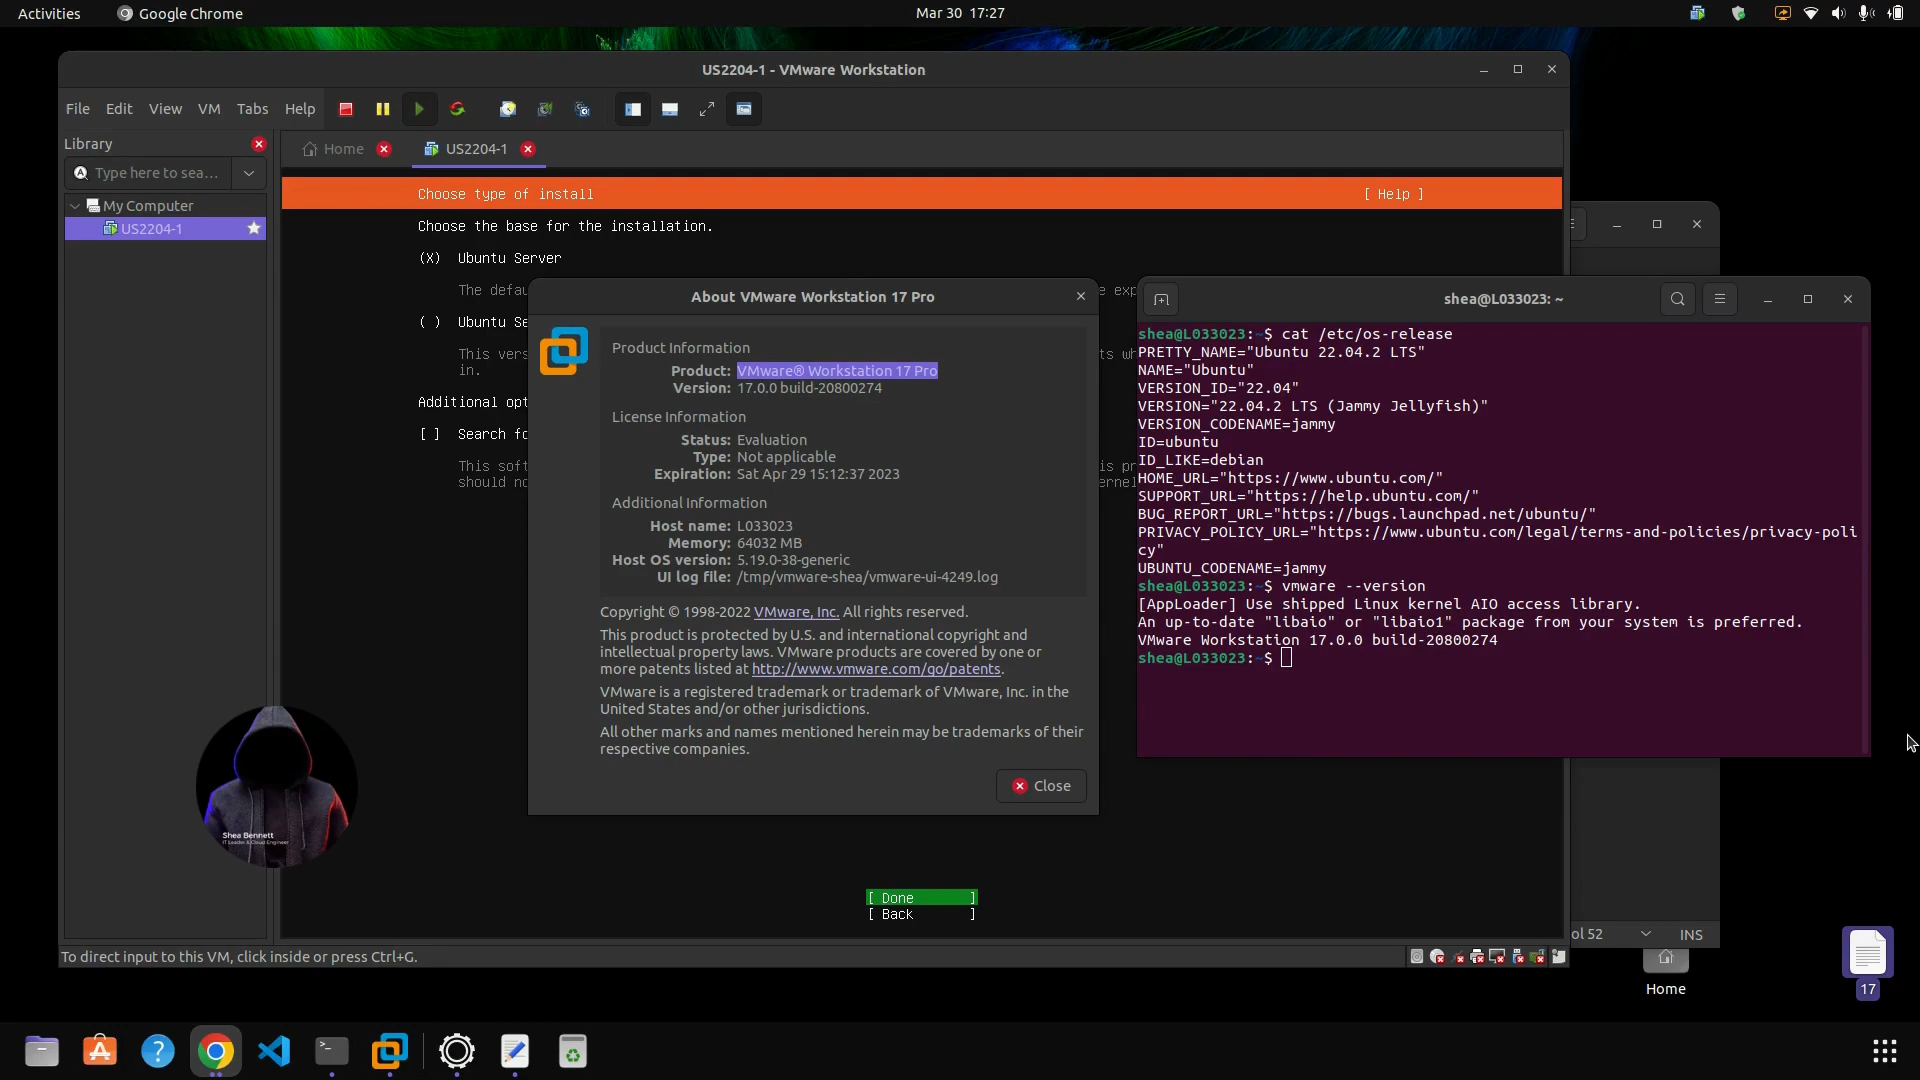 Activities
Google Chrome
Mar 30 17:27
US2204-1 - VMware Workstation
File Edit View VM Tabs Help
Library
Type here to sea...
My Computer
US2204-1
Home
US2204-1
Choose type of install
[ Help ]
Choose the base for the installation.
(X) Ubuntu Server
The defau
e exp
( ) Ubuntu Se
This vers
ts wh
in.
Additional opt
[ ] Search fo
This soft
is pr
should no
ernel
[ Done ]
[ Back ]
To direct input to this VM, click inside or press Ctrl+G.
About VMware Workstation 17 Pro
Product Information
Product: VMware® Workstation 17 Pro
Version: 17.0.0 build-20800274
License Information
Status: Evaluation
Type: Not applicable
Expiration: Sat Apr 29 15:12:37 2023
Additional Information
Host name: L033023
Memory: 64032 MB
Host OS version: 5.19.0-38-generic
UI log file: /tmp/vmware-shea/vmware-ui-4249.log
Copyright © 1998-2022 VMware, Inc. All rights reserved.
This product is protected by U.S. and international copyright and
intellectual property laws. VMware products are covered by one or
more patents listed at http://www.vmware.com/go/patents.
VMware is a registered trademark or trademark of VMware, Inc. in the
United States and/or other jurisdictions.
All other marks and names mentioned herein may be trademarks of their
respective companies.
Close
shea@L033023: ~
shea@L033023:~$ cat /etc/os-release
PRETTY_NAME="Ubuntu 22.04.2 LTS"
NAME="Ubuntu"
VERSION_ID="22.04"
VERSION="22.04.2 LTS (Jammy Jellyfish)"
VERSION_CODENAME=jammy
ID=ubuntu
ID_LIKE=debian
HOME_URL="https://www.ubuntu.com/"
SUPPORT_URL="https://help.ubuntu.com/"
BUG_REPORT_URL="https://bugs.launchpad.net/ubuntu/"
PRIVACY_POLICY_URL="https://www.ubuntu.com/legal/terms-and-policies/privacy-poli
cy"
UBUNTU_CODENAME=jammy
shea@L033023:~$ vmware --version
[AppLoader] Use shipped Linux kernel AIO access library.
An up-to-date "libaio" or "libaio1" package from your system is preferred.
VMware Workstation 17.0.0 build-20800274
shea@L033023:~$
Shea Bennett
IT Leader & Cloud Engineer
ol 52
INS
Home
17